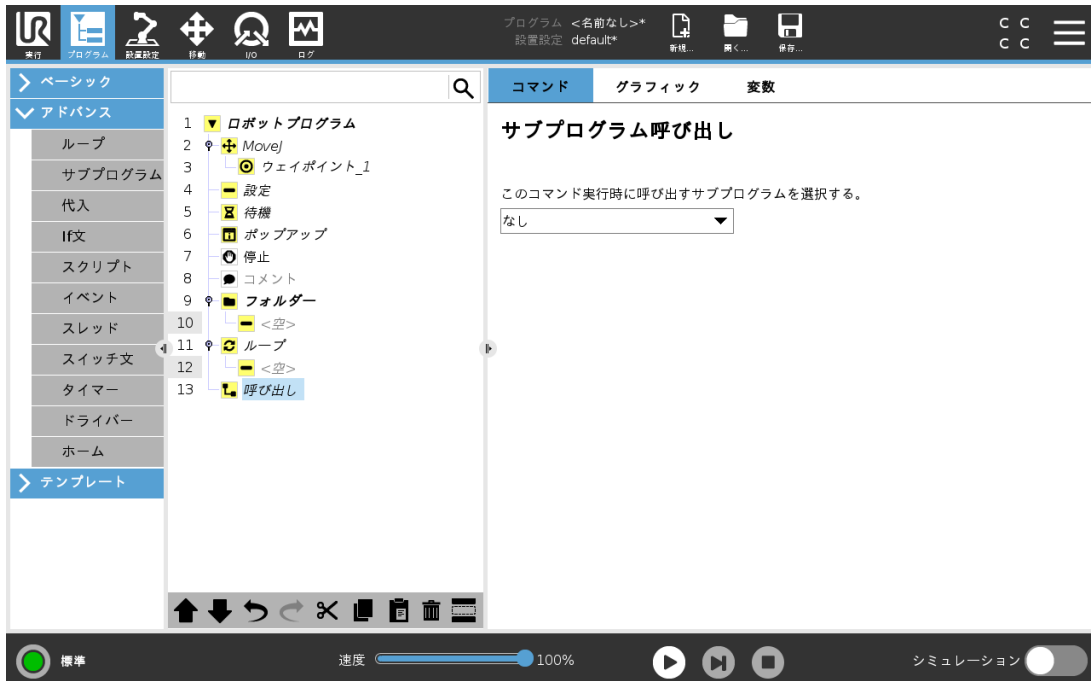 UR
実行
プログラム
設置設定
移動
I/O
ログ
プログラム <名前なし>*
設置設定 default*
新規...
開く...
保存...
C C
C C
ベーシック
アドバンス
ループ
サブプログラム
代入
If文
スクリプト
イベント
スレッド
スイッチ文
タイマー
ドライバー
ホーム
テンプレート
1 ロボットプログラム
2 MoveJ
3 ウェイポイント_1
4 設定
5 待機
6 ポップアップ
7 停止
8 コメント
9 フォルダー
10 <空>
11 ループ
12 <空>
13 呼び出し
コマンド グラフィック 変数
サブプログラム呼び出し
このコマンド実行時に呼び出すサブプログラムを選択する。
なし
標準
速度 100%
シミュレーション